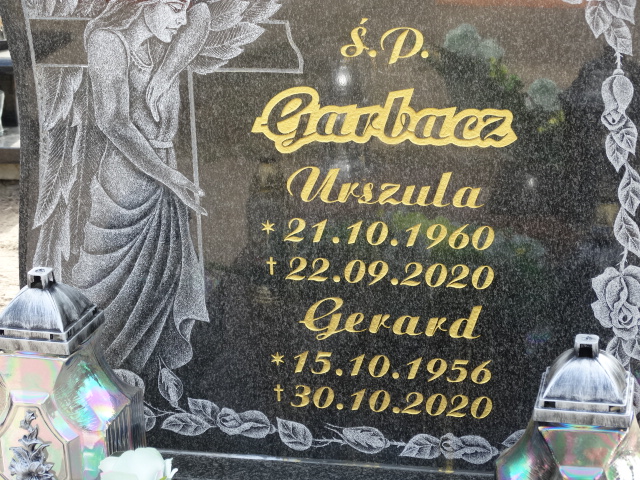 Ś.P.
Garbacz
Urszula
* 21.10.1960
† 22.09.2020
Gerard
* 15.10.1956
† 30.10.2020